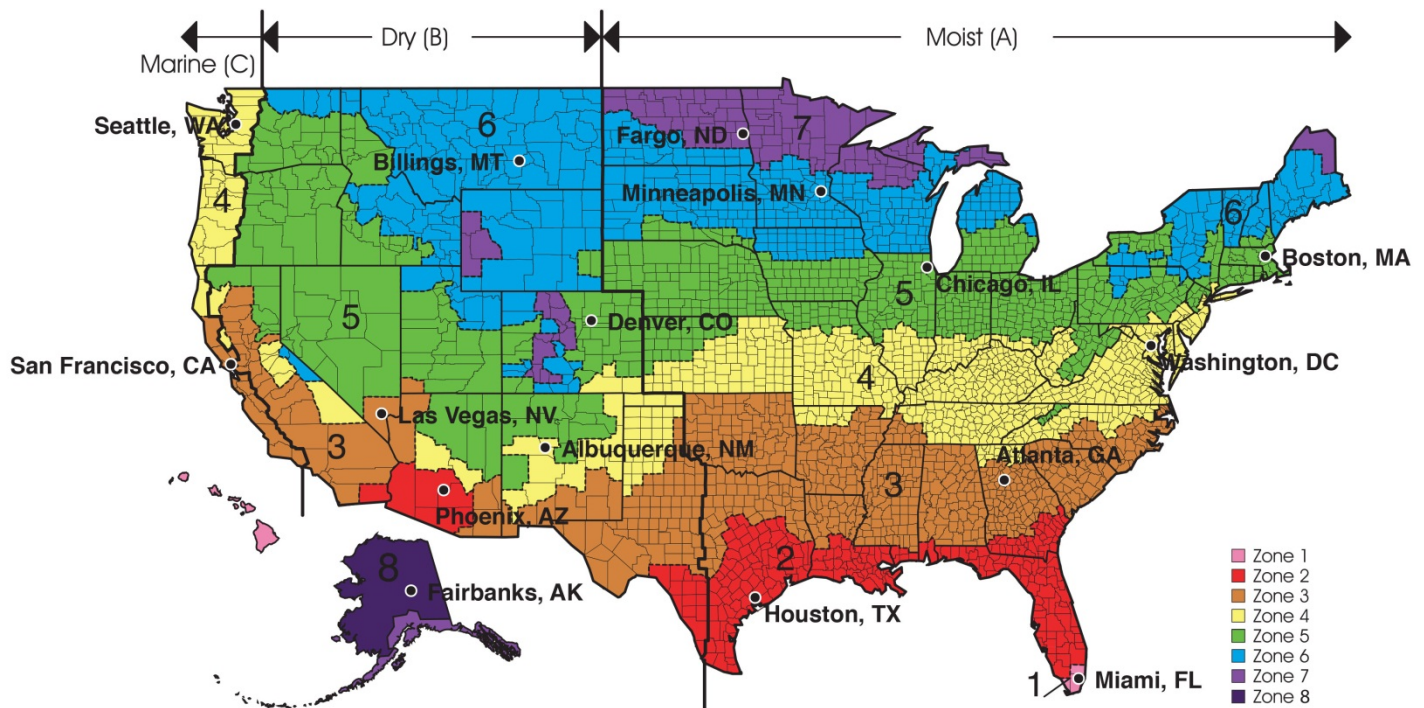 Marine (C)
Dry (B)
Moist (A)
Seattle, WA
6
Fargo, ND
7
Billings, MT
Minneapolis, MN
4
6
Boston, MA
5
5
Chicago, IL
Denver, CO
San Francisco, CA
4
Washington, DC
Las Vegas, NV
3
Albuquerque, NM
Atlanta, GA
3
Phoenix, AZ
2
8
Fairbanks, AK
Houston, TX
1
Miami, FL
Zone 1
Zone 2
Zone 3
Zone 4
Zone 5
Zone 6
Zone 7
Zone 8